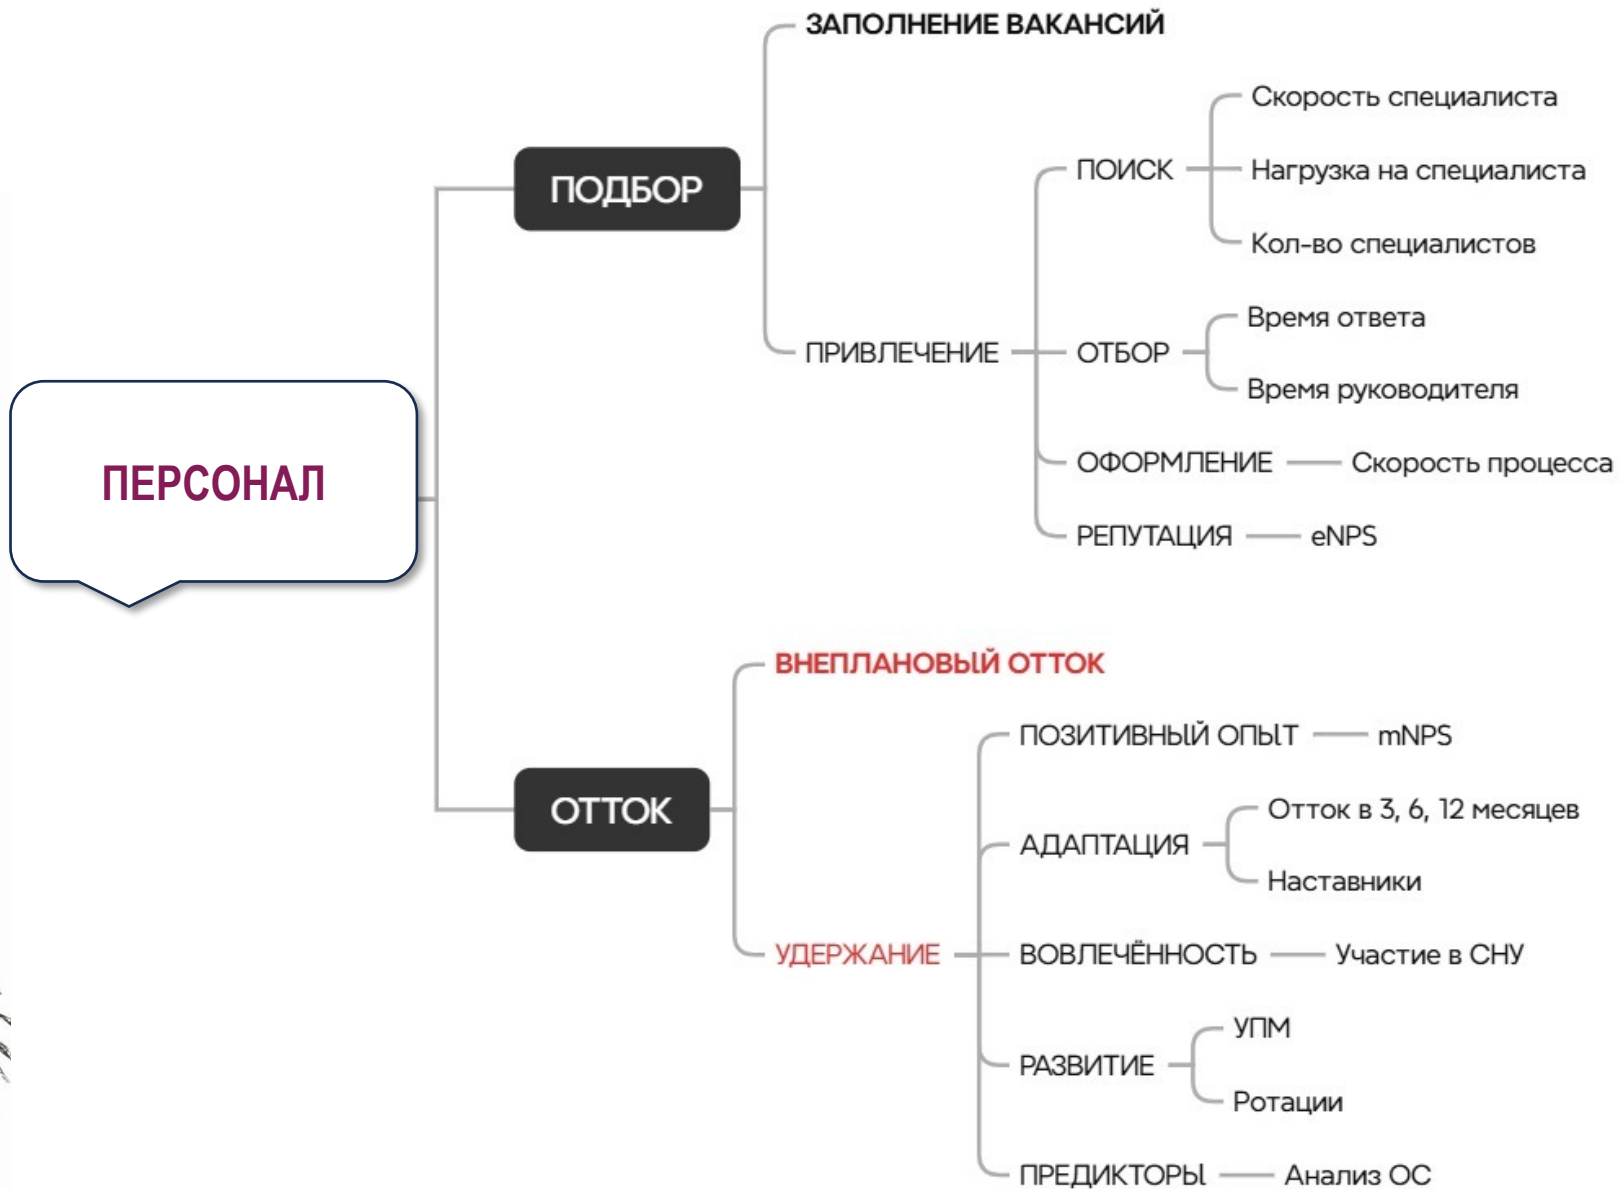 ЗАПОЛНЕНИЕ ВАКАНСИЙ
Скорость специалиста
ПОИСК
Нагрузка на специалиста
ПОДБОР
Кол-во специалистов
Время ответа
ПРИВЛЕЧЕНИЕ
ОТБОР
Время руководителя
ОФОРМЛЕНИЕ
Скорость процесса
ПЕРСОНАЛ
РЕПУТАЦИЯ
eNPS
ВНЕПЛАНОВЫЙ ОТТОК
ПОЗИТИВНЫЙ ОПЫТ
mNPS
ОТТОК
Отток в 3, 6, 12 месяцев
АДАПТАЦИЯ
Наставники
УДЕРЖАНИЕ
ВОВЛЕЧЁННОСТЬ
Участие в СНУ
УПМ
РАЗВИТИЕ
Ротации
ПРЕДИКТОРЫ
Анализ ОС